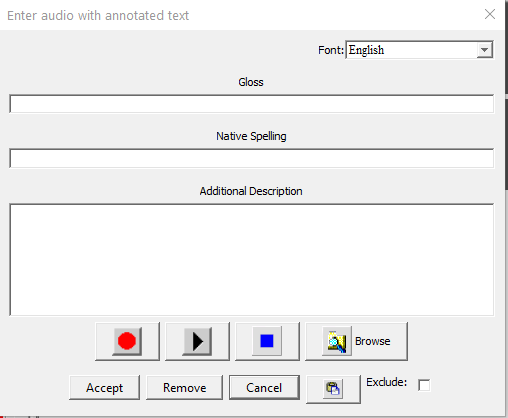 Enter audio with annotated text
Font: English
Gloss
Native Spelling
Additional Description
Browse
Accept Remove Cancel Exclude: